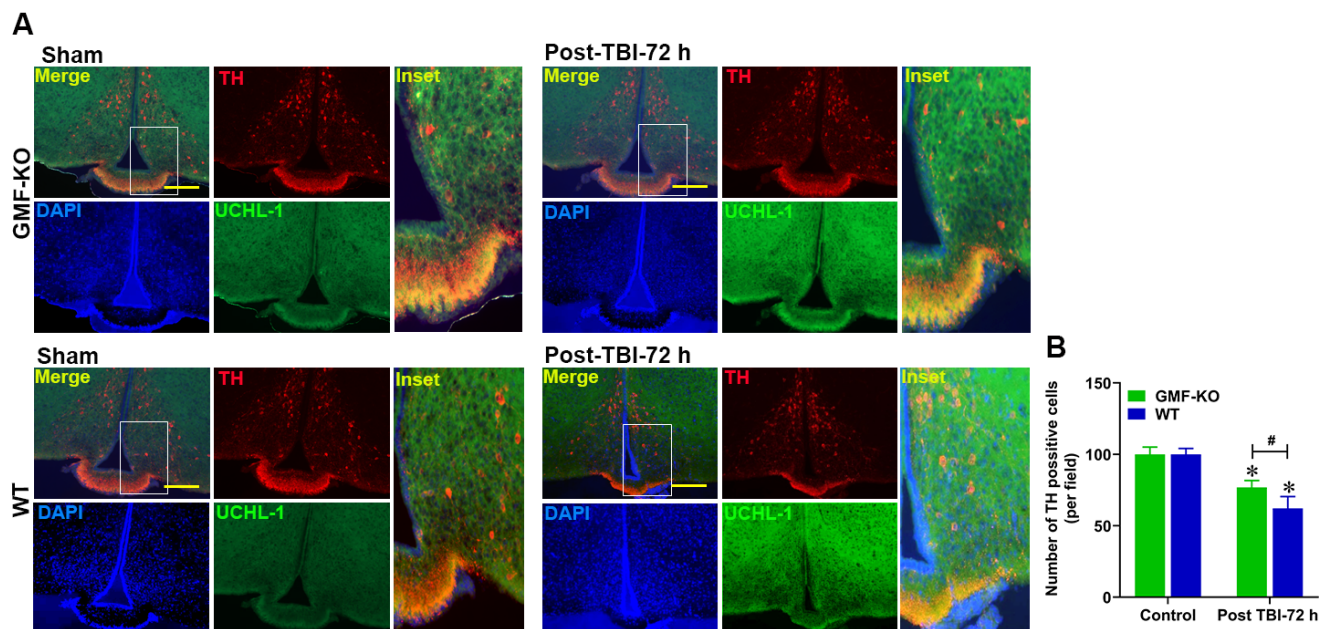 A
Sham
Post-TBI-72 h
GMF-KO
Merge
TH
Inset
Merge
TH
Inset
DAPI
UCHL-1
DAPI
UCHL-1
Sham
Post-TBI-72 h
WT
Merge
TH
Inset
Merge
TH
Inset
DAPI
UCHL-1
DAPI
UCHL-1
B
Number of TH possitive cells
(per field)
150
100
50
0
GMF-KO
WT
#
*
*
Control
Post TBI-72 h